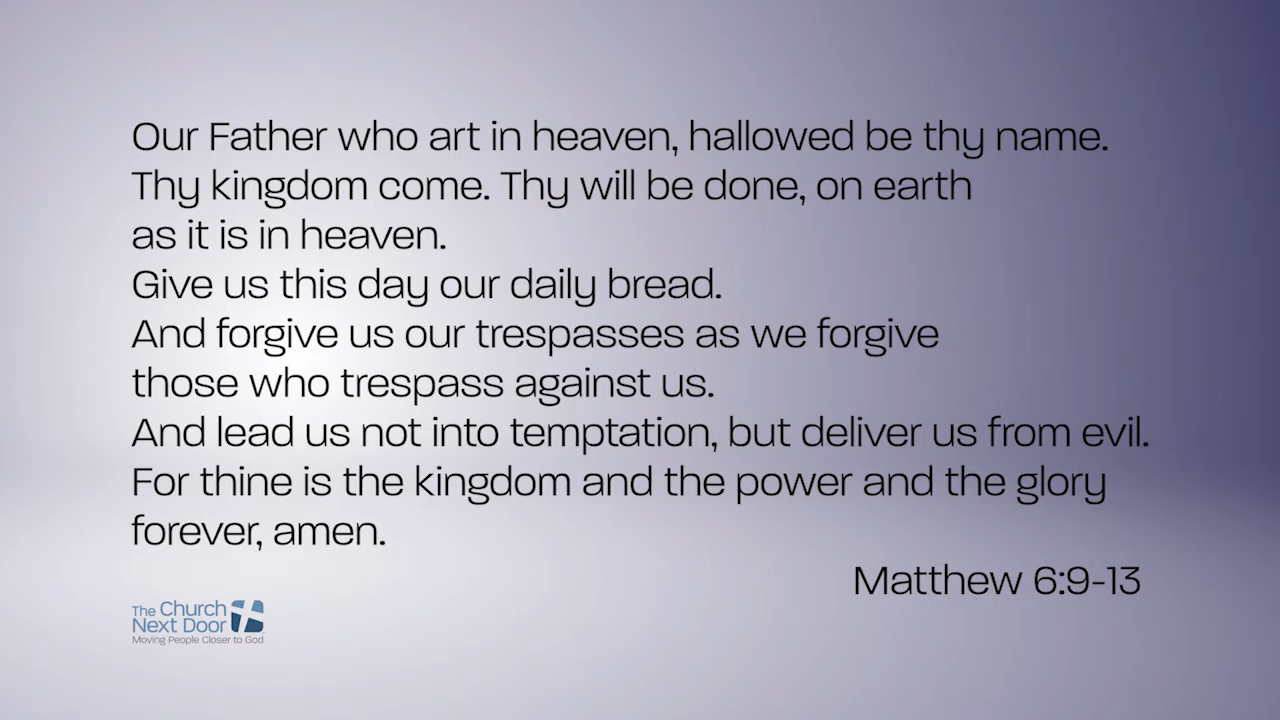 Our Father who art in heaven, hallowed be thy name.
Thy kingdom come. Thy will be done, on earth
as it is in heaven.
Give us this day our daily bread.
And forgive us our trespasses as we forgive
those who trespass against us.
And lead us not into temptation, but deliver us from evil.
For thine is the kingdom and the power and the glory
forever, amen.
Matthew 6:9-13
The Church
Next Door
Moving People Closer to God